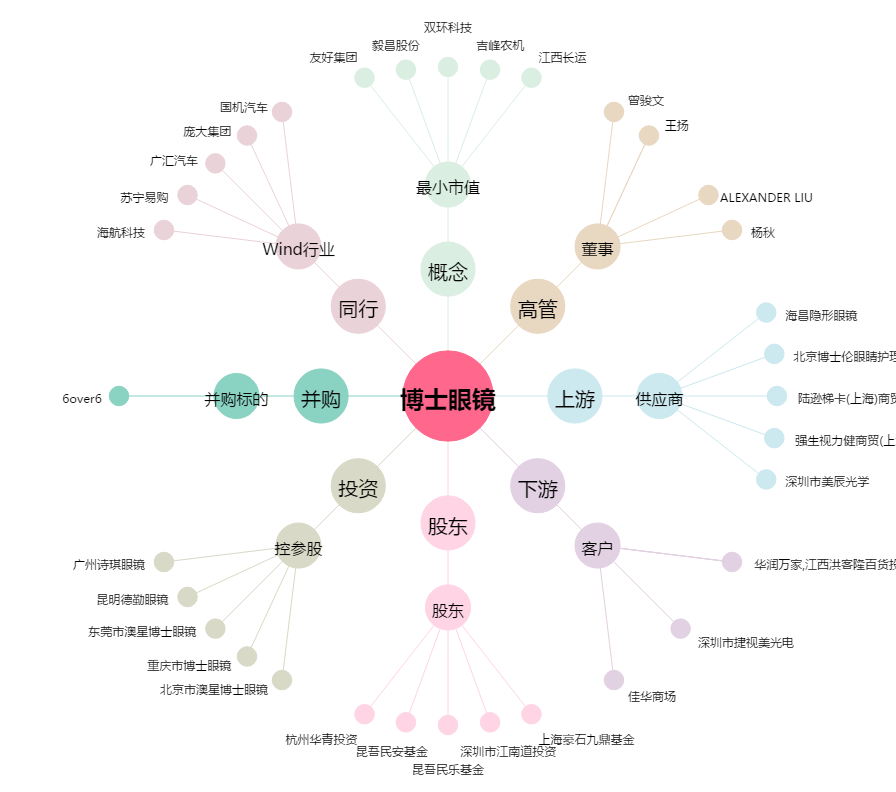 双环科技
毅昌股份
吉峰农机
友好集团
江西长运
国机汽车
曾骏文
庞大集团
王扬
广汇汽车
最小市值
苏宁易购
ALEXANDER LIU
海航科技
杨秋
Wind行业
董事
概念
同行
高管
海昌隐形眼镜
北京博士伦眼睛护理
6over6
并购标的
并购
博士眼镜
上游
供应商
陆逊梯卡(上海)商贸
强生视力健商贸(上
深圳市美辰光学
投资
下游
股东
控参股
客户
广州诗琪眼镜
华润万家,江西洪客隆百货投
昆明德勤眼镜
股东
东莞市澳星博士眼镜
深圳市捷视美光电
重庆市博士眼镜
北京市澳星博士眼镜
佳华商场
杭州华青投资
上海豪石九鼎基金
昆吾民安基金
深圳市江南道投资
昆吾民乐基金